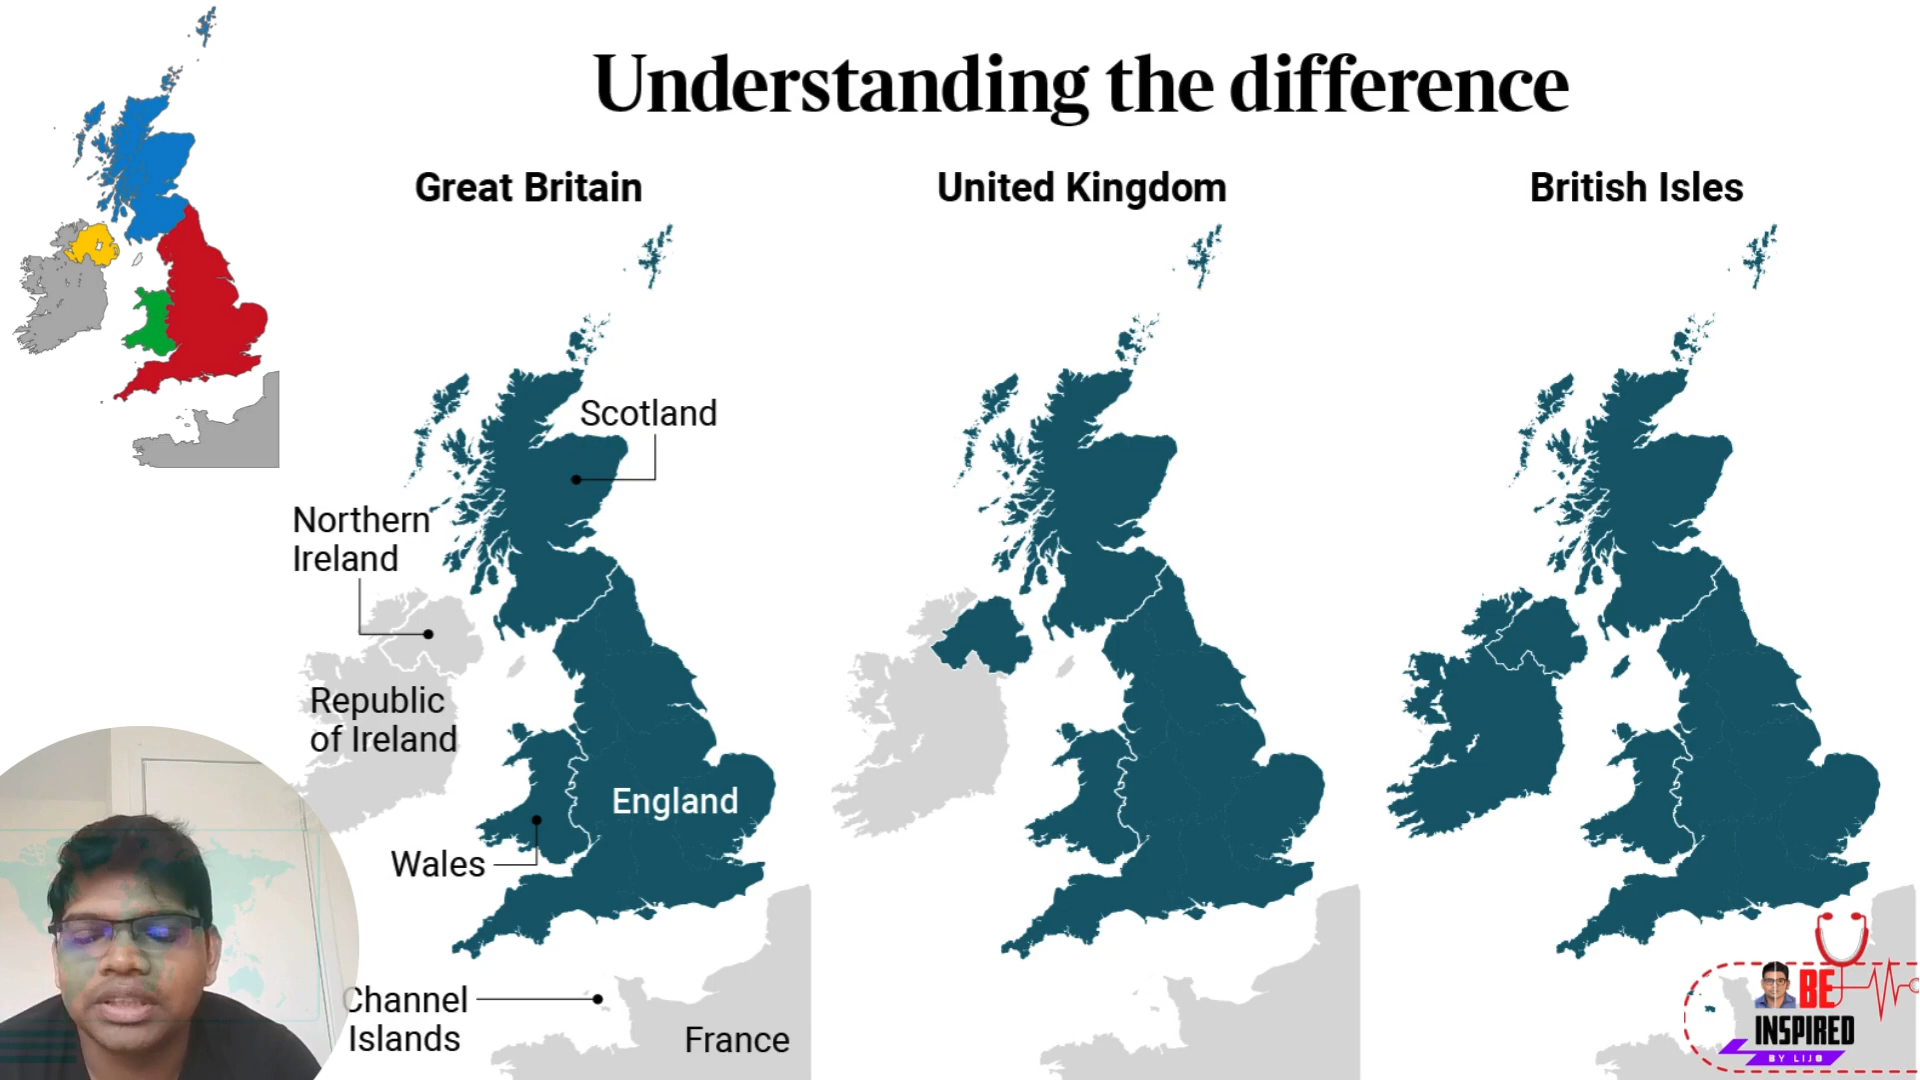 Understanding the difference
Great Britain
United Kingdom
British Isles
Scotland
Northern
Ireland
Republic
of Ireland
England
Wales
Channel
Islands
France
BE
INSPIRED
BY LIJO